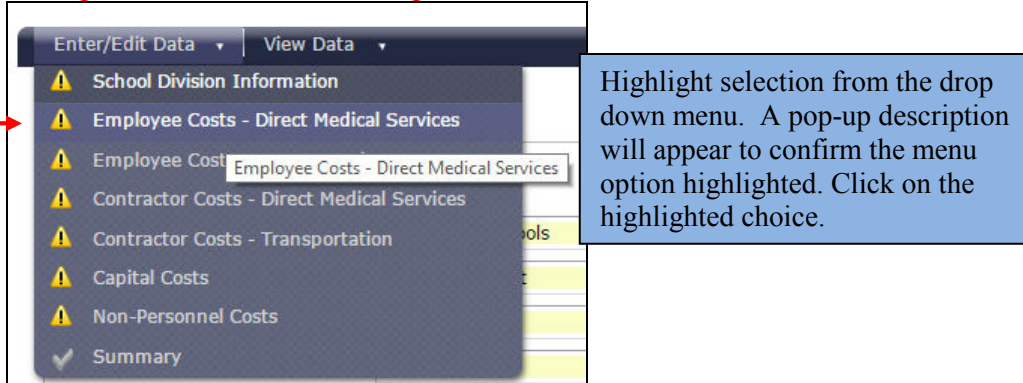 Enter/Edit Data ▼ View Data ▼
School Division Information
Employee Costs - Direct Medical Services
Employee Cost
Employee Costs - Direct Medical Services
Contractor Costs - Direct Medical Services
Contractor Costs - Transportation
ools
Capital Costs
t
Non-Personnel Costs
Summary
Highlight selection from the drop
down menu. A pop-up description
will appear to confirm the menu
option highlighted. Click on the
highlighted choice.